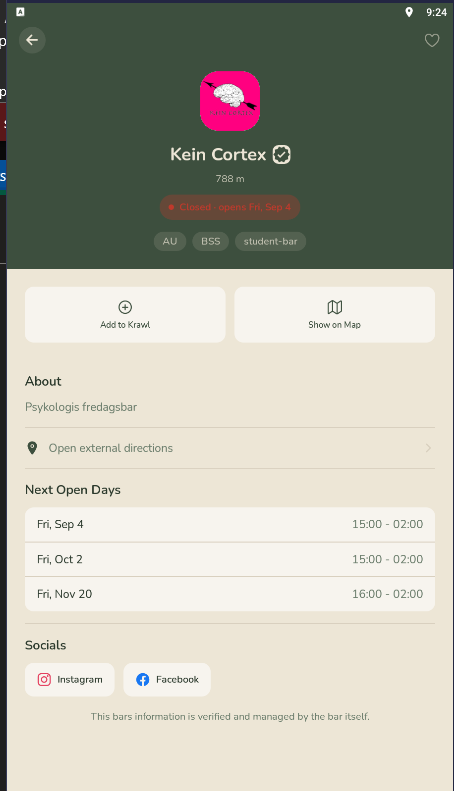 A
9:24
Kein Cortex
788 m
Closed · opens Fri, Sep 4
AU BSS student-bar
Add to Krawl Show on Map
About
Psykologis fredagsbar
Open external directions
Next Open Days
Fri, Sep 4 15:00 - 02:00
Fri, Oct 2 15:00 - 02:00
Fri, Nov 20 16:00 - 02:00
Socials
Instagram Facebook
This bars information is verified and managed by the bar itself.